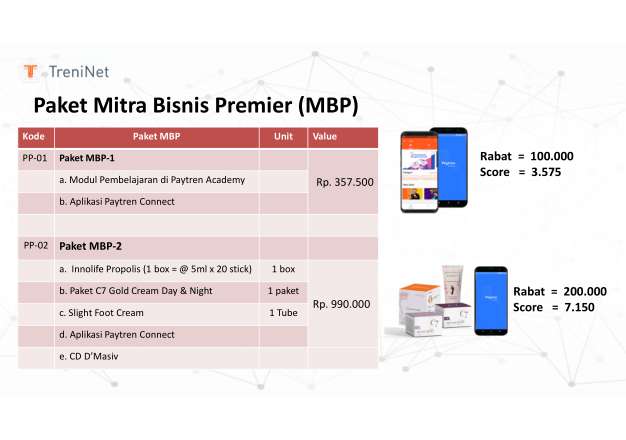 TreniNet
Paket Mitra Bisnis Premier (MBP)
Kode Paket MBP Unit Value
PP-01 Paket MBP-1
a. Modul Pembelajaran di Paytren Academy
Rp. 357.500
b. Aplikasi Paytren Connect
PP-02 Paket MBP-2
a. Innolife Propolis (1 box = @ 5ml x 20 stick) 1 box
b. Paket C7 Gold Cream Day & Night 1 paket
Rp. 990.000
c. Slight Foot Cream 1 Tube
d. Aplikasi Paytren Connect
e. CD D’Masiv
Paytren
Rabat = 100.000
Score = 3.575
Rabat = 200.000
Score = 7.150